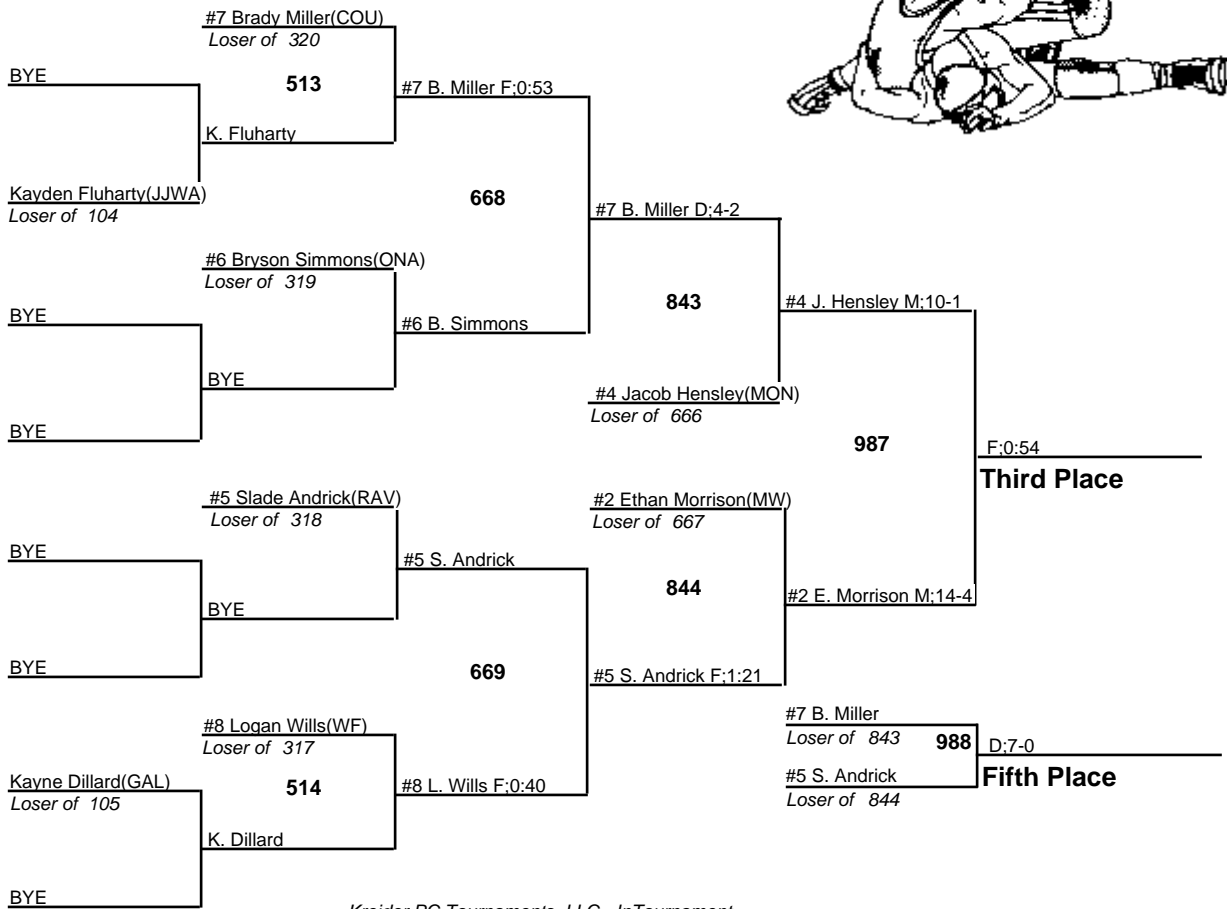 #7 Brady Miller(COU)
Loser of 320
BYE
513
#7 B. Miller F;0:53
K. Fluharty
Kayden Fluharty(JJWA)
Loser of 104
668
#7 B. Miller D;4-2
#6 Bryson Simmons(ONA)
Loser of 319
BYE
#6 B. Simmons
843
#4 J. Hensley M;10-1
BYE
#4 Jacob Hensley(MON)
Loser of 666
BYE
987
F;0:54
Third Place
#5 Slade Andrick(RAV)
Loser of 318
#2 Ethan Morrison(MW)
Loser of 667
BYE
#5 S. Andrick
844
BYE
#2 E. Morrison M;14-4
BYE
669
#5 S. Andrick F;1:21
#8 Logan Wills(WF)
Loser of 317
#7 B. Miller
Loser of 843
988
D;7-0
Fifth Place
#5 S. Andrick
Loser of 844
Kayne Dillard(GAL)
Loser of 105
514
#8 L. Wills F;0:40
K. Dillard
BYE